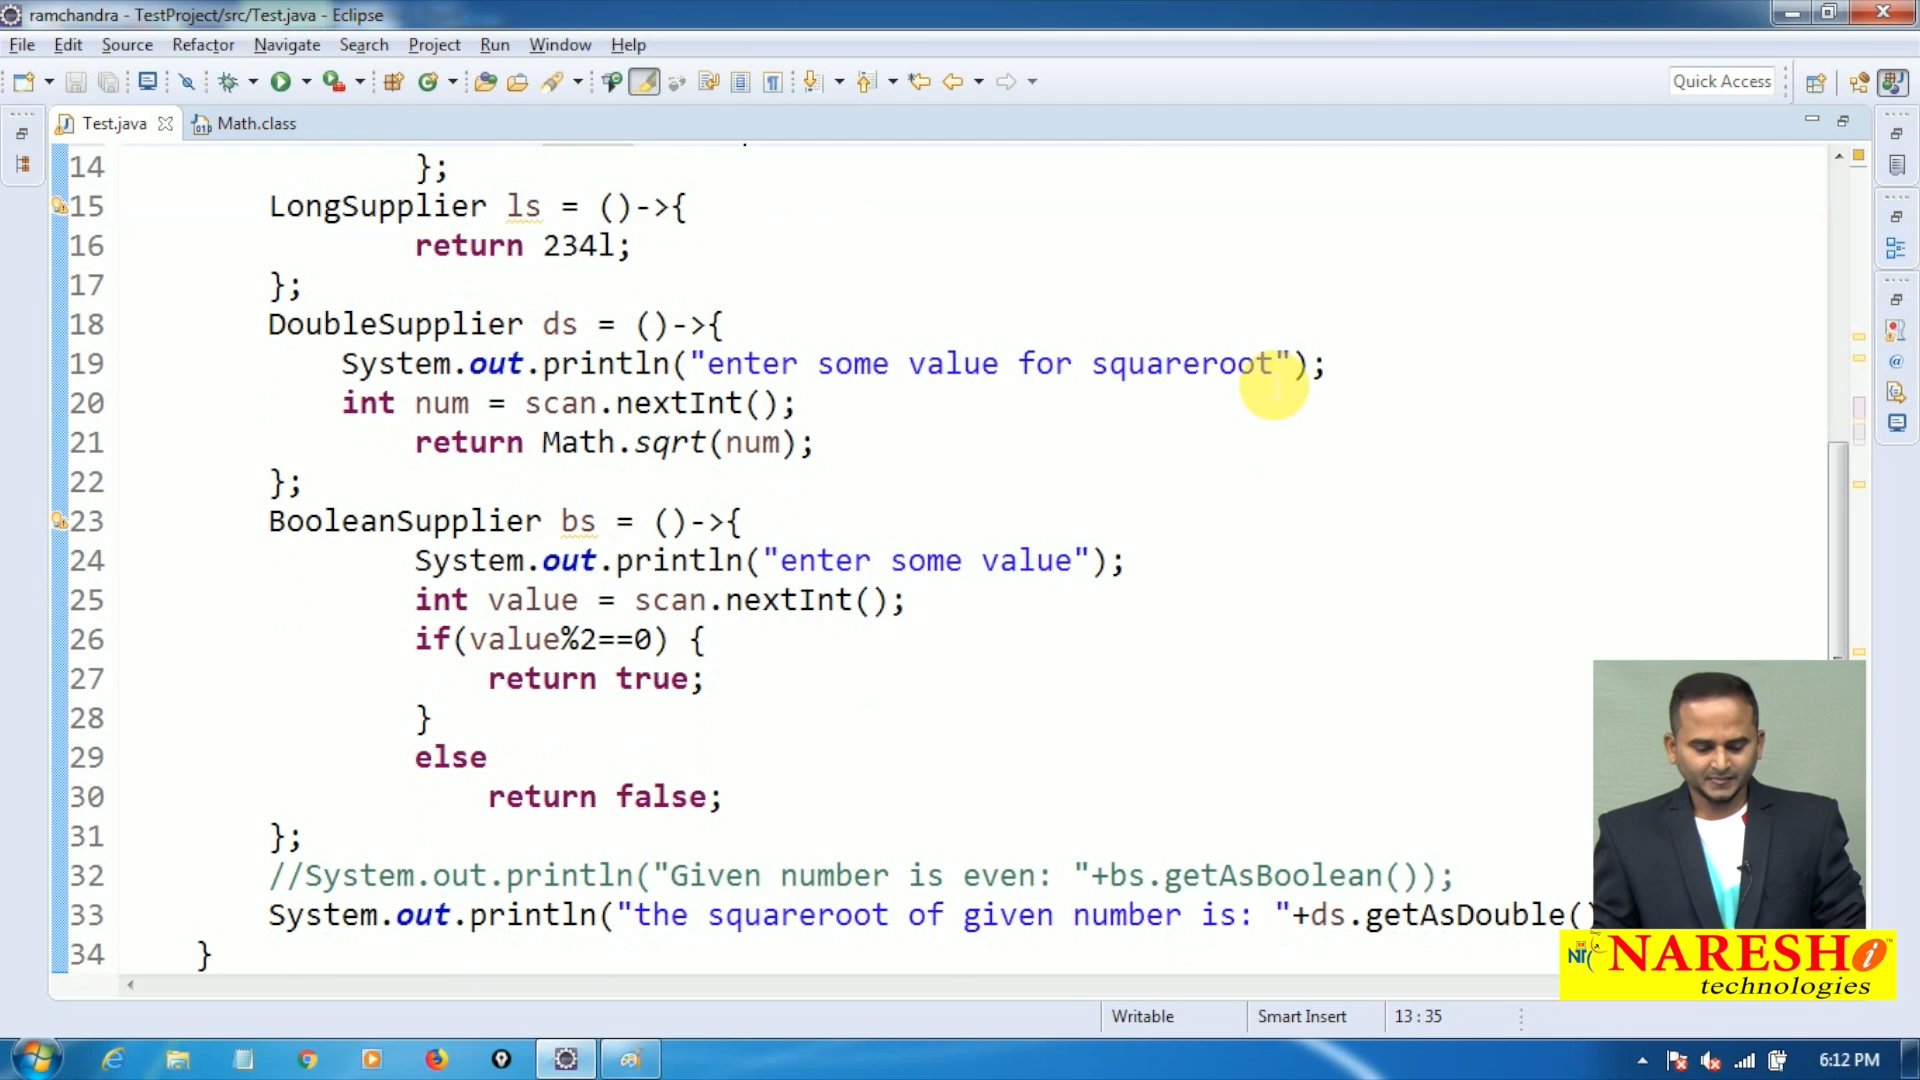 ramchandra - TestProject/src/Test.java - Eclipse
File Edit Source Refactor Navigate Search Project Run Window Help
Quick Access
Test.java Math.class
14 };
15 LongSupplier ls = ()->{
16 return 234l;
17 };
18 DoubleSupplier ds = ()->{
19 System.out.println("enter some value for squareroot");
20 int num = scan.nextInt();
21 return Math.sqrt(num);
22 };
23 BooleanSupplier bs = ()->{
24 System.out.println("enter some value");
25 int value = scan.nextInt();
26 if(value%2==0) {
27 return true;
28 }
29 else
30 return false;
31 };
32 //System.out.println("Given number is even: "+bs.getAsBoolean());
33 System.out.println("the squareroot of given number is: "+ds.getAsDouble()
34 }
NARESH i
technologies
Writable Smart Insert 13 : 35
6:12 PM